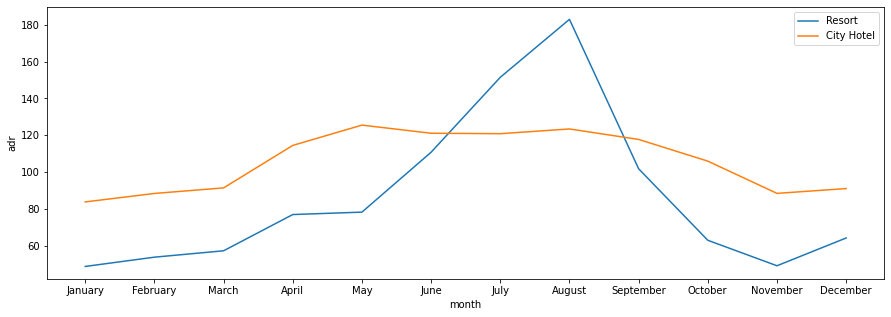 180
160
140
120
100
80
60
adr
Resort
City Hotel
January February March April May June July August September October November December
month